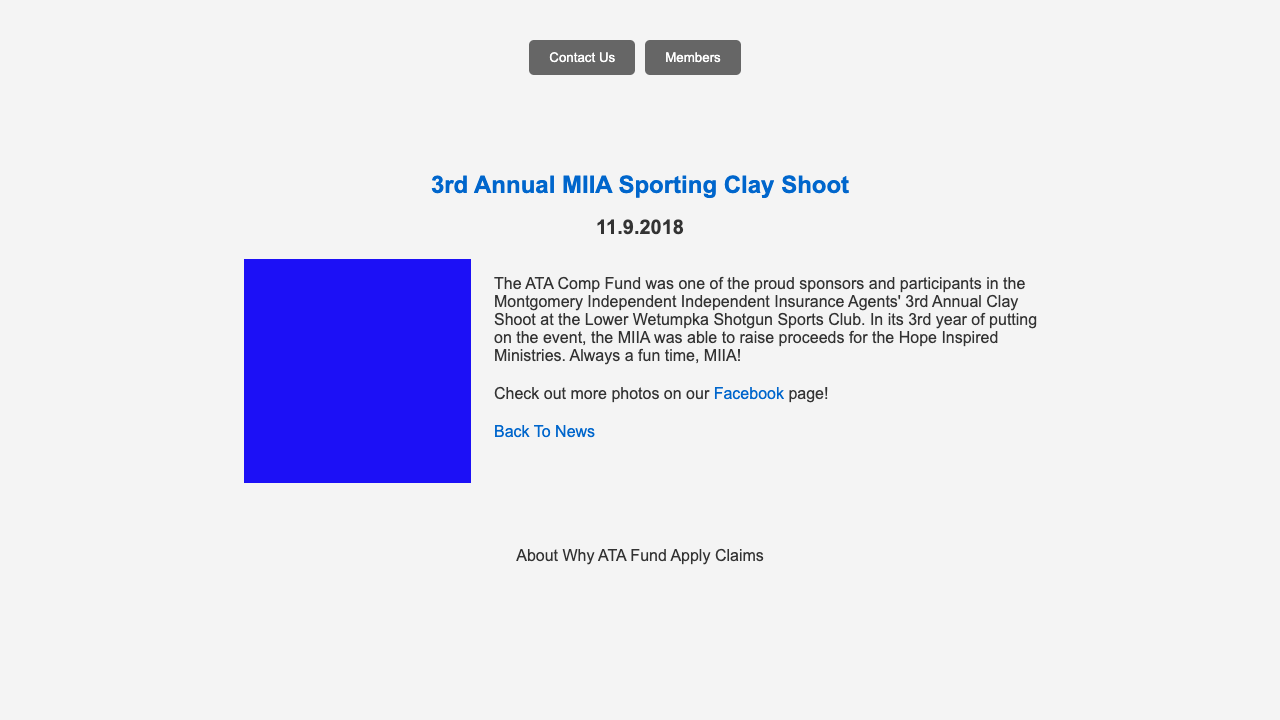 Contact Us Members
3rd Annual MIIA Sporting Clay Shoot
11.9.2018
The ATA Comp Fund was one of the proud sponsors and participants in the
Montgomery Independent Independent Insurance Agents' 3rd Annual Clay
Shoot at the Lower Wetumpka Shotgun Sports Club. In its 3rd year of putting
on the event, the MIIA was able to raise proceeds for the Hope Inspired
Ministries. Always a fun time, MIIA!
Check out more photos on our Facebook page!
Back To News
About Why ATA Fund Apply Claims